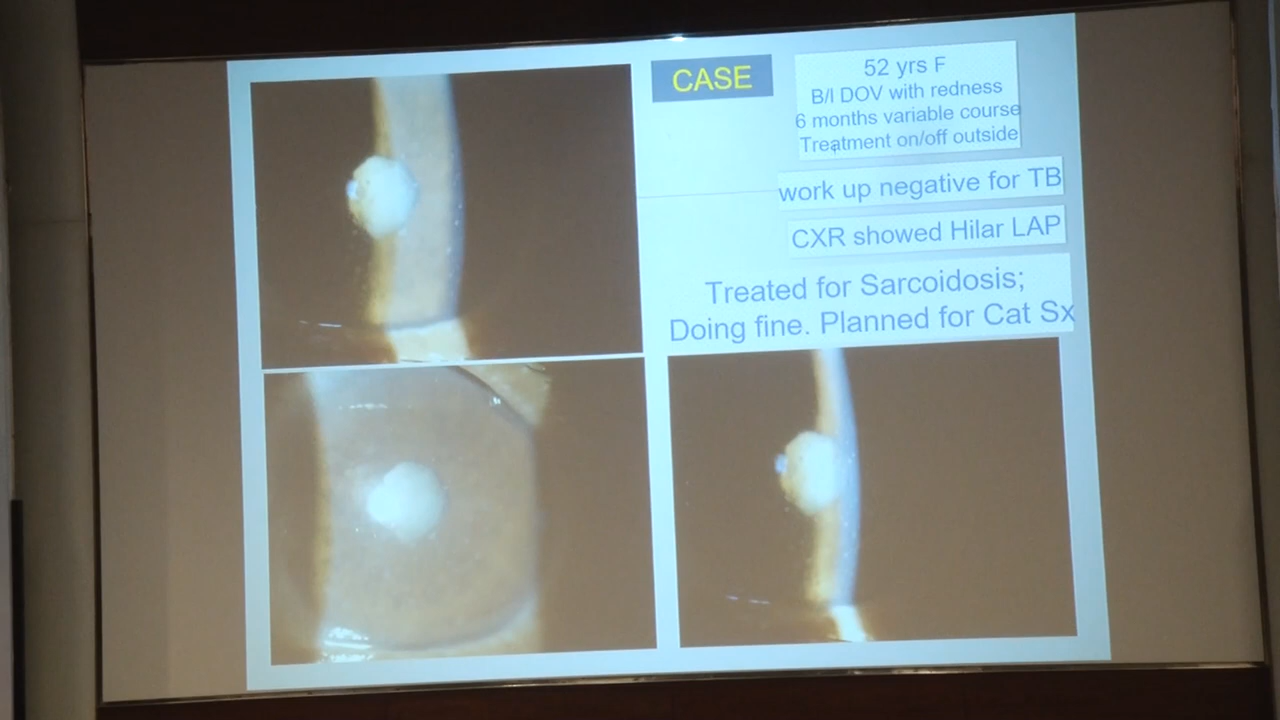 CASE
52 yrs F
B/l DOV with redness
6 months variable course
Treatment on/off outside
work up negative for TB
CXR showed Hilar LAP
Treated for Sarcoidosis;
Doing fine. Planned for Cat Sx